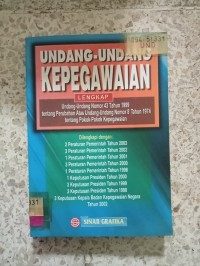 UNDANG-UNDANG
KEPEGAWAIAN
LENGKAP
Undang-Undang Nomor 43 Tahun 1999
tentang Perubahan Atas Undang-Undang Nomor 8 Tahun 1974
tentang Pokok-Pokok Kepegawaian
Dilengkapi dengan:
3 Peraturan Pemerintah Tahun 2003
3 Peraturan Pemerintah Tahun 2002
1 Peraturan Pemerintah Tahun 2001
3 Peraturan Pemerintah Tahun 2000
1 Peraturan Pemerintah Tahun 1999
1 Keputusan Presiden Tahun 2000
3 Keputusan Presiden Tahun 1999
3 Keputusan Presiden Tahun 1998
3 Keputusan Kepala Badan Kepegawaian Negara
Tahun 2002
SINAR GRAFIKA